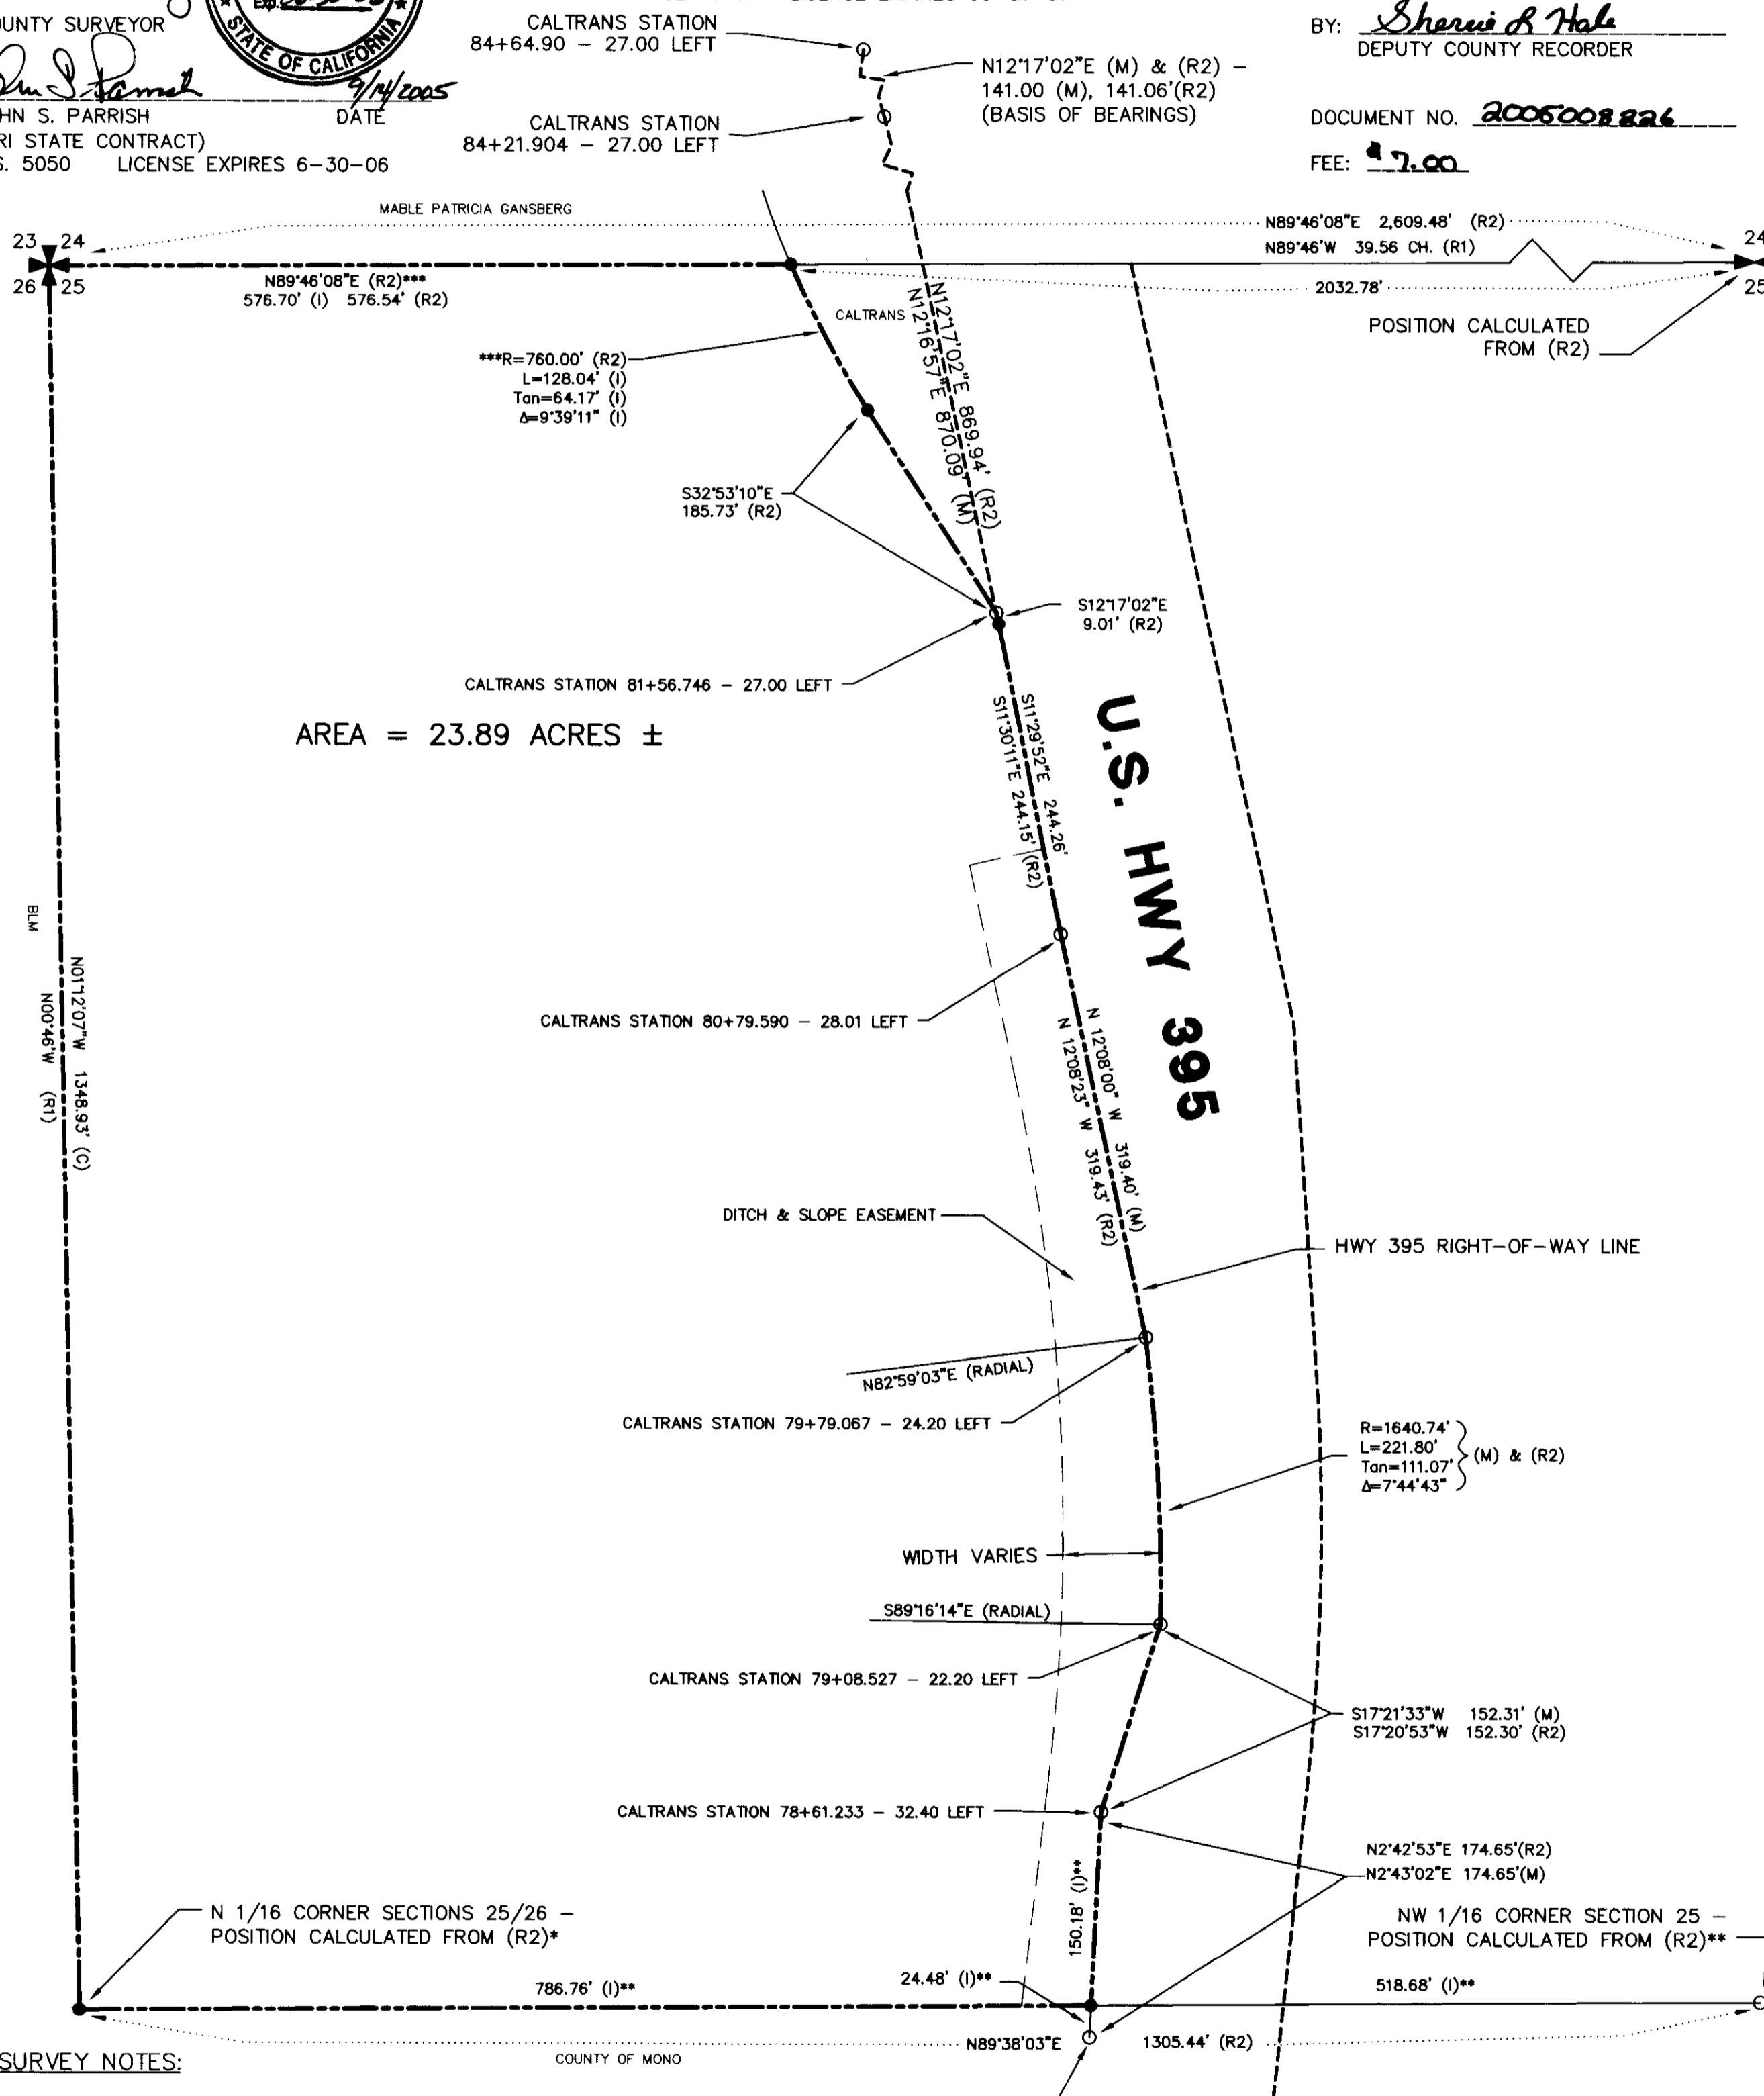 OUNTY SURVEYOR
STATE OF CALIFORNIA
9/14/2005
HN S. PARRISH
DATE
RI STATE CONTRACT)
S. 5050 LICENSE EXPIRES 6-30-06
CALTRANS STATION
84+64.90 – 27.00 LEFT
CALTRANS STATION
84+21.904 – 27.00 LEFT
N12°17'02"E (M) & (R2) –
141.00 (M), 141.06'(R2)
(BASIS OF BEARINGS)
BY:
DEPUTY COUNTY RECORDER
DOCUMENT NO. 2005008226
FEE: $7.00
MABLE PATRICIA GANSBERG
N89°46'08"E 2,609.48' (R2)
N89°46'W 39.56 CH. (R1)
23 24
26 25
24
25
N89°46'08"E (R2)***
576.70' (I) 576.54' (R2)
2032.78'
POSITION CALCULATED
FROM (R2)
CALTRANS
N12°17'02"E 869.94' (R2)
N12°16'57"E 870.09' (M)
***R=760.00' (R2)
L=128.04' (I)
Tan=64.17' (I)
Δ=9°39'11" (I)
S32°53'10"E
185.73' (R2)
S12°17'02"E
9.01' (R2)
CALTRANS STATION 81+56.746 – 27.00 LEFT
AREA = 23.89 ACRES ±
S11°29'52"E 244.26'
S11°30'11"E 244.15' (R2)
U.S. HWY 395
BLM
N01°12'07"W 1348.93' (C)
N00°46'W (R1)
CALTRANS STATION 80+79.590 – 28.01 LEFT
N 12°08'00" W 319.40' (M)
N 12°08'23" W 319.43' (R2)
DITCH & SLOPE EASEMENT
HWY 395 RIGHT-OF-WAY LINE
N82°59'03"E (RADIAL)
CALTRANS STATION 79+79.067 – 24.20 LEFT
R=1640.74'
L=221.80'
Tan=111.07'
Δ=7°44'43"
(M) & (R2)
WIDTH VARIES
S89°16'14"E (RADIAL)
CALTRANS STATION 79+08.527 – 22.20 LEFT
S17°21'33"W 152.31' (M)
S17°20'53"W 152.30' (R2)
CALTRANS STATION 78+61.233 – 32.40 LEFT
N2°42'53"E 174.65'(R2)
N2°43'02"E 174.65'(M)
150.18' (I)**
N 1/16 CORNER SECTIONS 25/26 –
POSITION CALCULATED FROM (R2)*
NW 1/16 CORNER SECTION 25 –
POSITION CALCULATED FROM (R2)**
786.76' (I)**
24.48' (I)**
518.68' (I)**
N89°38'03"E 1305.44' (R2)
SURVEY NOTES:
COUNTY OF MONO